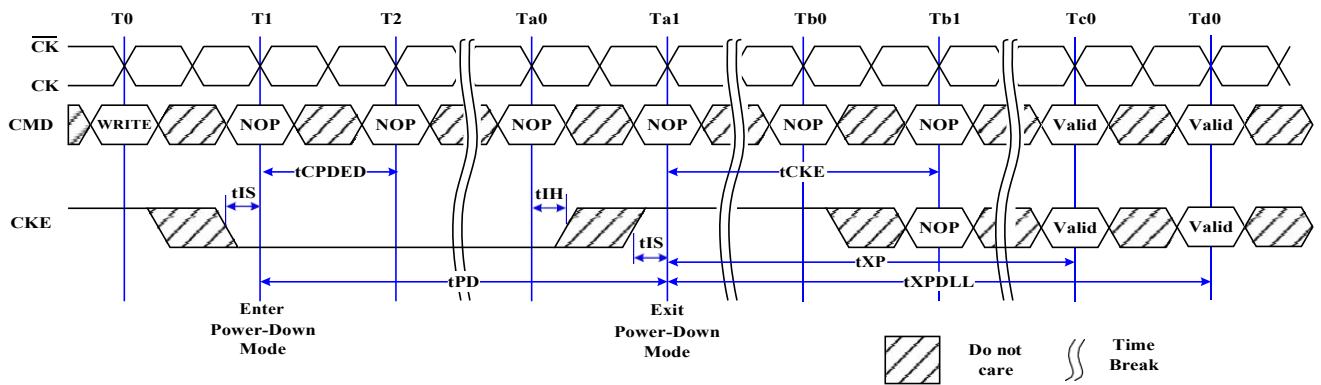 T0 T1 T2 Ta0 Ta1 Tb0 Tb1 Tc0 Td0
CK
CK
CMD WRITE NOP NOP NOP NOP NOP NOP Valid Valid
tCPDED tCKE
tIS tIH
CKE NOP Valid Valid
tIS
tXP
tPD tXPDLL
Enter
Power-Down
Mode
Exit
Power-Down
Mode
Do not
care
Time
Break